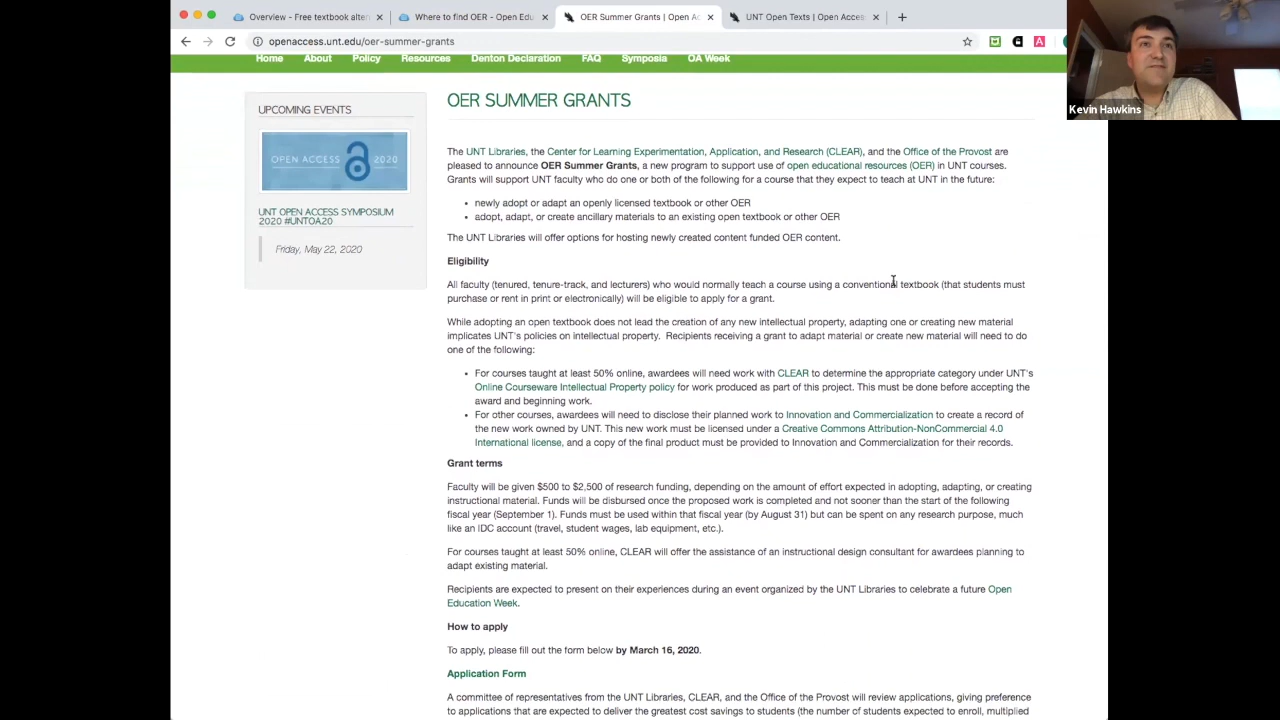 Overview - Free textbook alter
Where to find OER - Open Edu
OER Summer Grants | Open Ac
UNT Open Texts | Open Acces
openaccess.unt.edu/oer-summer-grants
Kevin Hawkins
Home About Policy Resources Denton Declaration FAQ Symposia OA Week
UPCOMING EVENTS
OPEN ACCESS 2020
UNT OPEN ACCESS SYMPOSIUM
2020 #UNTOA20
Friday, May 22, 2020
OER SUMMER GRANTS
The UNT Libraries, the Center for Learning Experimentation, Application, and Research (CLEAR), and the Office of the Provost are
pleased to announce OER Summer Grants, a new program to support use of open educational resources (OER) in UNT courses.
Grants will support UNT faculty who do one or both of the following for a course that they expect to teach at UNT in the future:
• newly adopt or adapt an openly licensed textbook or other OER
• adopt, adapt, or create ancillary materials to an existing open textbook or other OER
The UNT Libraries will offer options for hosting newly created content funded OER content.
Eligibility
All faculty (tenured, tenure-track, and lecturers) who would normally teach a course using a conventional textbook (that students must
purchase or rent in print or electronically) will be eligible to apply for a grant.
While adopting an open textbook does not lead the creation of any new intellectual property, adapting one or creating new material
implicates UNT's policies on intellectual property. Recipients receiving a grant to adapt material or create new material will need to do
one of the following:
• For courses taught at least 50% online, awardees will need work with CLEAR to determine the appropriate category under UNT's
Online Courseware Intellectual Property policy for work produced as part of this project. This must be done before accepting the
award and beginning work.
• For other courses, awardees will need to disclose their planned work to Innovation and Commercialization to create a record of
the new work owned by UNT. This new work must be licensed under a Creative Commons Attribution-NonCommercial 4.0
International license, and a copy of the final product must be provided to Innovation and Commercialization for their records.
Grant terms
Faculty will be given $500 to $2,500 of research funding, depending on the amount of effort expected in adopting, adapting, or creating
instructional material. Funds will be disbursed once the proposed work is completed and not sooner than the start of the following
fiscal year (September 1). Funds must be used within that fiscal year (by August 31) but can be spent on any research purpose, much
like an IDC account (travel, student wages, lab equipment, etc.).
For courses taught at least 50% online, CLEAR will offer the assistance of an instructional design consultant for awardees planning to
adapt existing material.
Recipients are expected to present on their experiences during an event organized by the UNT Libraries to celebrate a future Open
Education Week.
How to apply
To apply, please fill out the form below by March 16, 2020.
Application Form
A committee of representatives from the UNT Libraries, CLEAR, and the Office of the Provost will review applications, giving preference
to applications that are expected to deliver the greatest cost savings to students (the number of students expected to enroll, multiplied